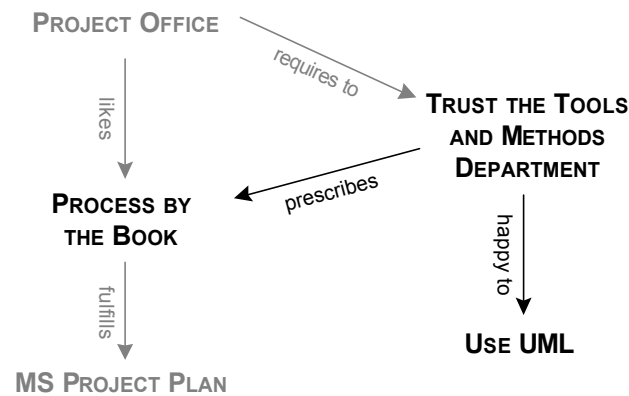 PROJECT OFFICE
requires to
likes
TRUST THE TOOLS
AND METHODS
DEPARTMENT
prescribes
PROCESS BY
THE BOOK
happy to
fulfills
USE UML
MS PROJECT PLAN